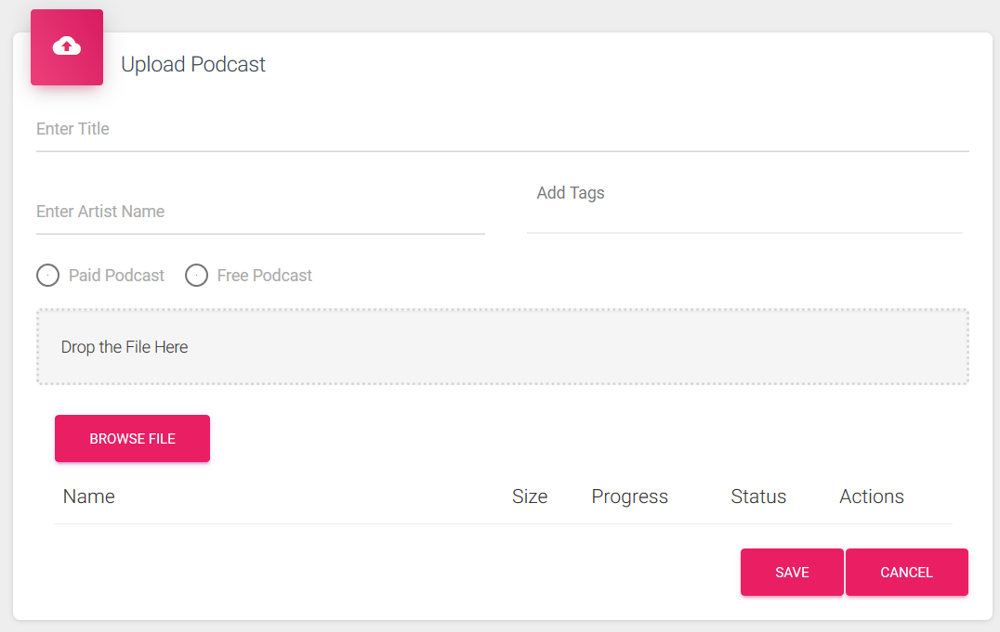 Upload Podcast
Enter Title
Enter Artist Name
Add Tags
Paid Podcast
Free Podcast
Drop the File Here
BROWSE FILE
Name Size Progress Status Actions
SAVE CANCEL